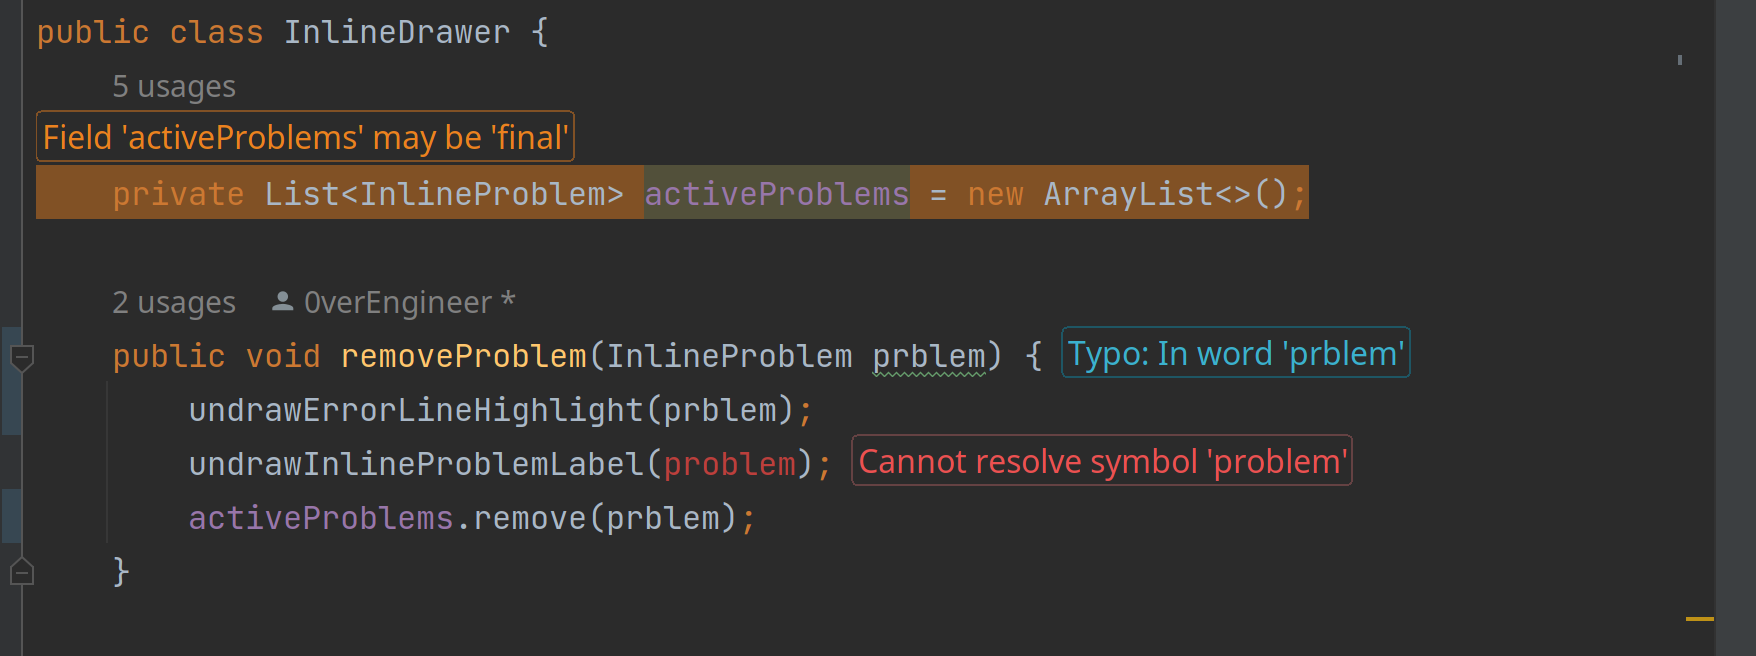 public class InlineDrawer {
5 usages
Field 'activeProblems' may be 'final'
private List<InlineProblem> activeProblems = new ArrayList<>();
2 usages 0verEngineer *
public void removeProblem(InlineProblem prblem) { Typo: In word 'prblem'
undrawErrorLineHighlight(prblem);
undrawInlineProblemLabel(problem); Cannot resolve symbol 'problem'
activeProblems.remove(prblem);
}